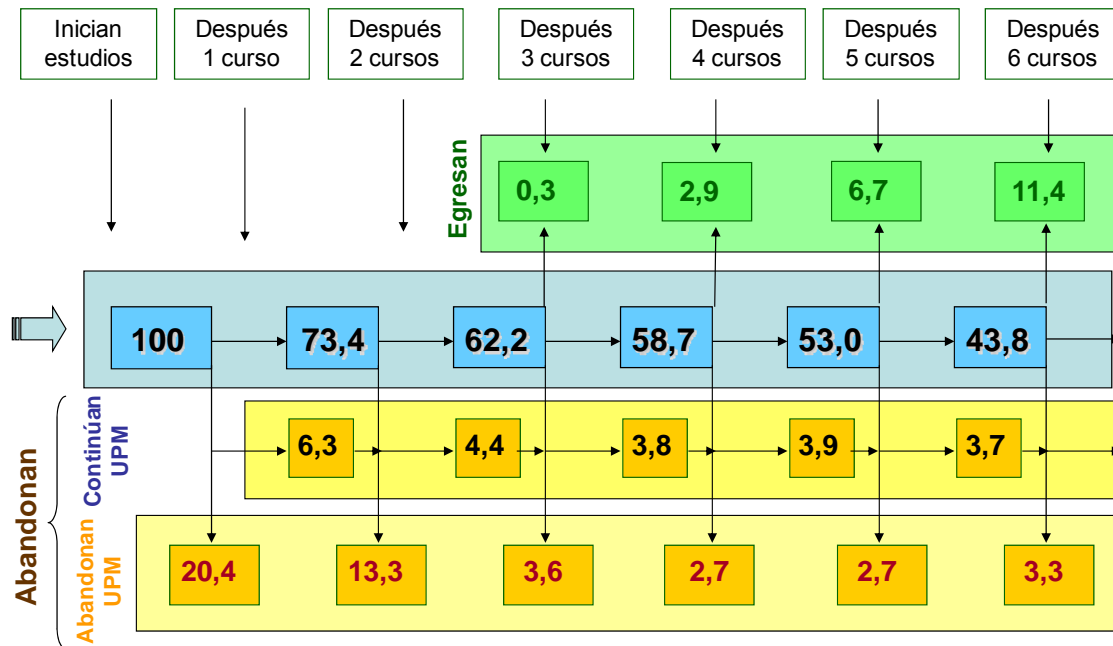 Inician
estudios
Después
1 curso
Después
2 cursos
Después
3 cursos
Después
4 cursos
Después
5 cursos
Después
6 cursos
Egresan
0,3
2,9
6,7
11,4
100
73,4
62,2
58,7
53,0
43,8
Abandonan
Continúan
UPM
6,3
4,4
3,8
3,9
3,7
Abandonan
UPM
20,4
13,3
3,6
2,7
2,7
3,3